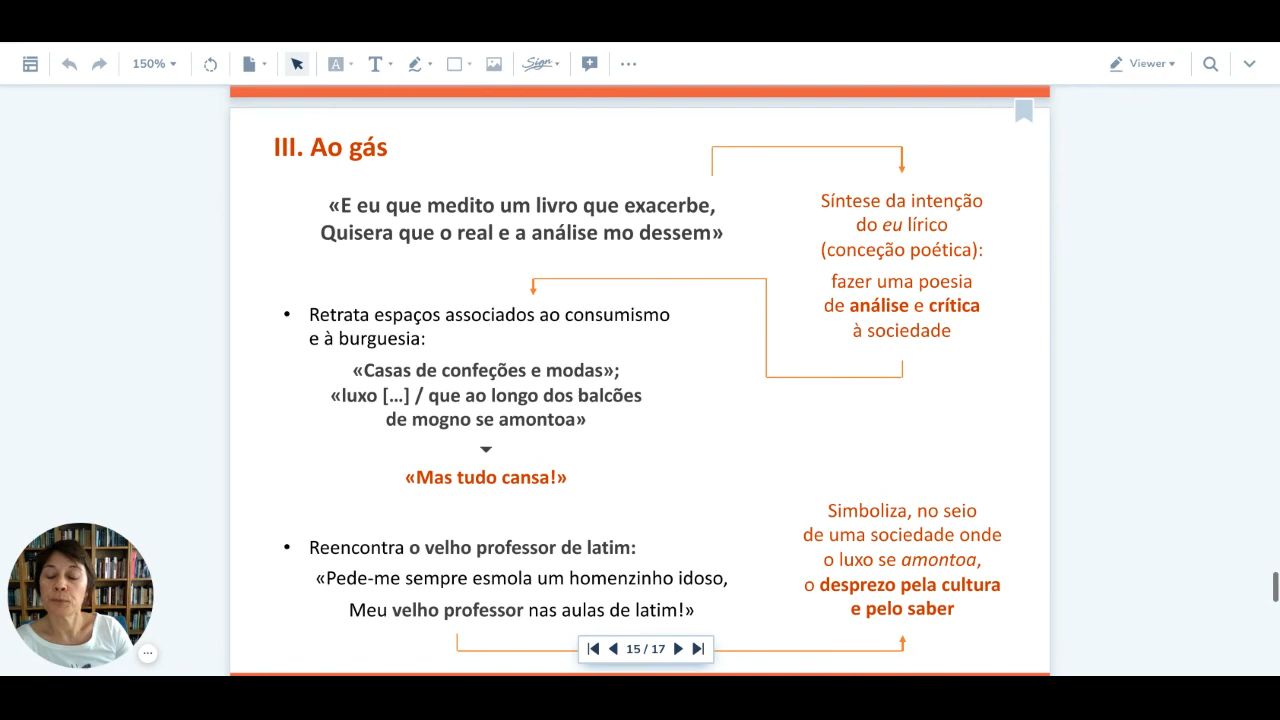 150%
A
T
Sign
Viewer
III. Ao gás
«E eu que medito um livro que exacerbe,
Quisera que o real e a análise mo dessem»
Síntese da intenção
do eu lírico
(conceção poética):
fazer uma poesia
de análise e crítica
à sociedade
• Retrata espaços associados ao consumismo
e à burguesia:
«Casas de confeções e modas»;
«luxo [...] / que ao longo dos balcões
de mogno se amontoa»
«Mas tudo cansa!»
• Reencontra o velho professor de latim:
«Pede-me sempre esmola um homenzinho idoso,
Meu velho professor nas aulas de latim!»
Simboliza, no seio
de uma sociedade onde
o luxo se amontoa,
o desprezo pela cultura
e pelo saber
15 / 17